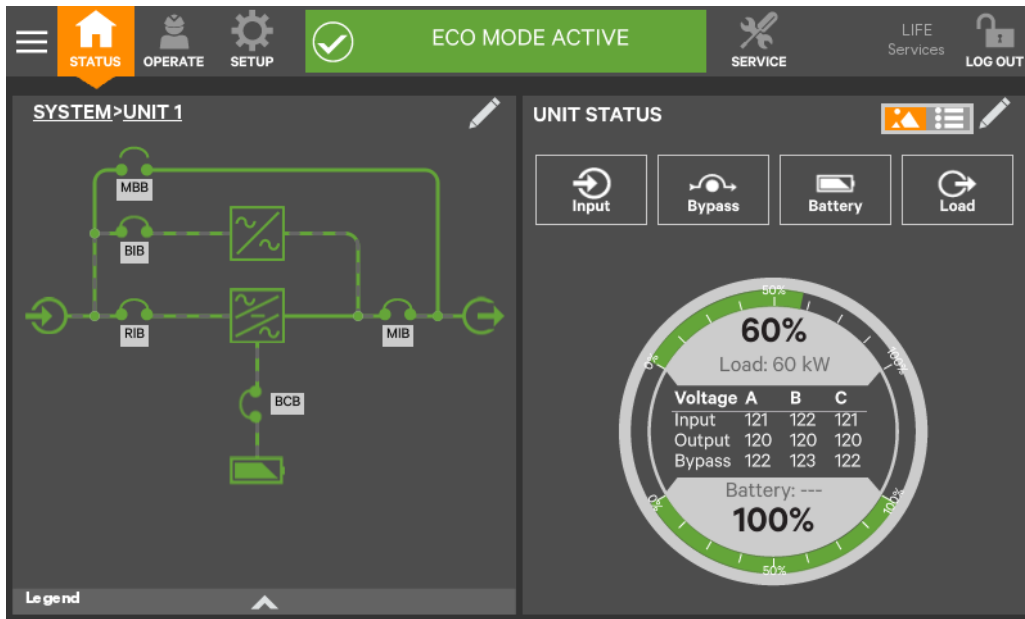 STATUS OPERATE SETUP ECO MODE ACTIVE SERVICE LIFE Services LOG OUT
SYSTEM>UNIT 1
MBB
BIB
RIB
MIB
BCB
Legend
UNIT STATUS
Input Bypass Battery Load
50%
0% 100%
60%
Load: 60 kW
Voltage A B C
Input 121 122 121
Output 120 120 120
Bypass 122 123 122
Battery: ---
100%
0% 100%
50%